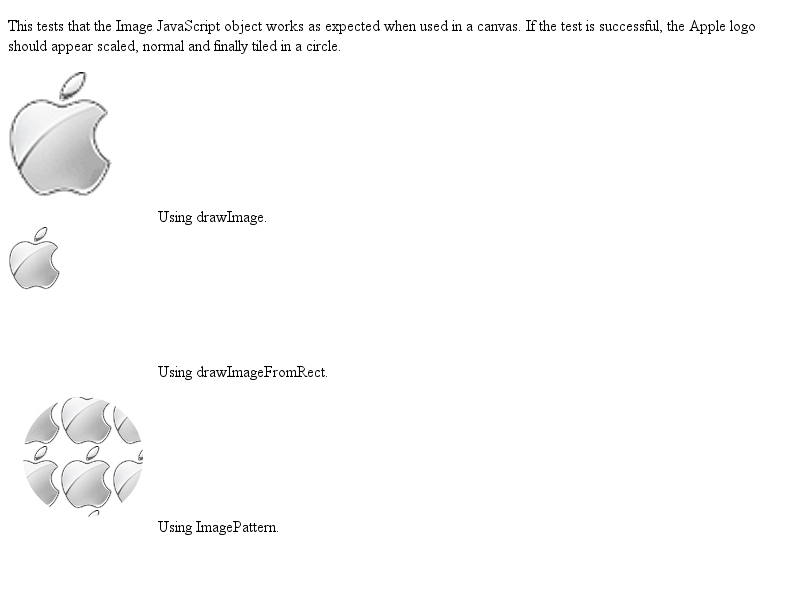 This tests that the Image JavaScript object works as expected when used in a canvas. If the test is successful, the Apple logo
should appear scaled, normal and finally tiled in a circle.
Using drawImage.
Using drawImageFromRect.
Using ImagePattern.